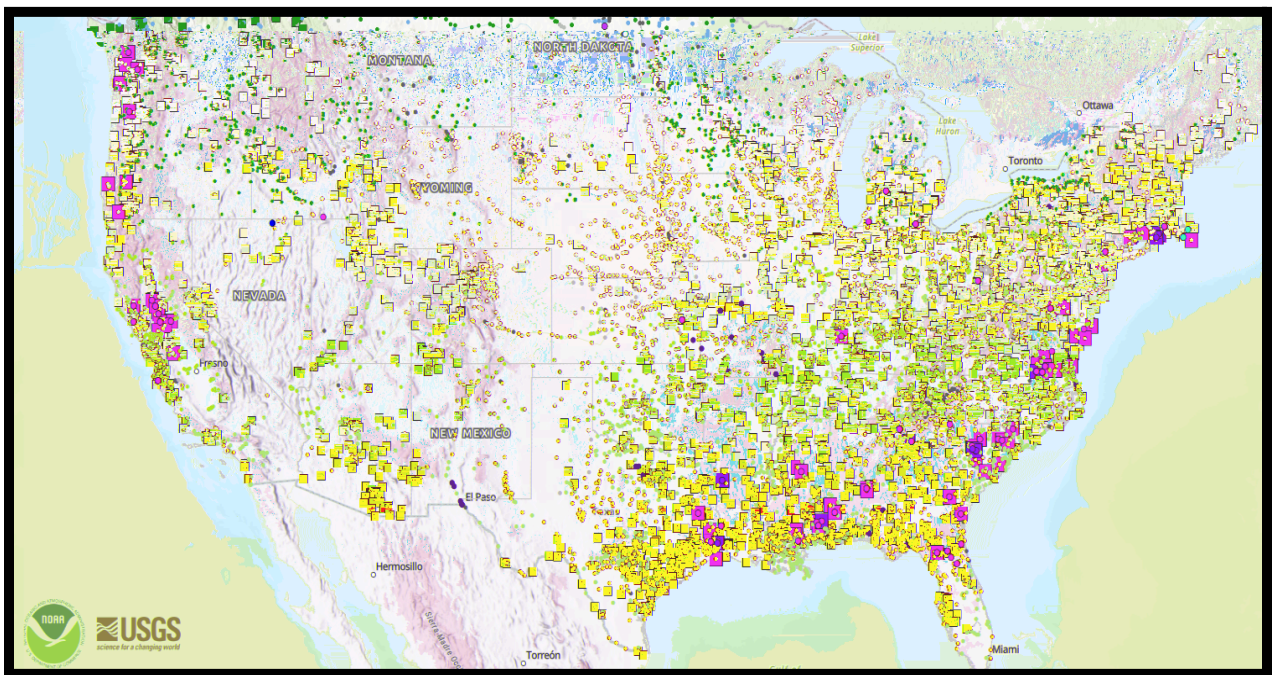 Lake
Superior
NORTH DAKOTA
MONTANA
Ottawa
Lake
Huron
Toronto
WYOMING
NEVADA
Fresno
NEW MEXICO
El Paso
Hermosillo
NOAA
USGS
science for a changing world
Torreón
Miami